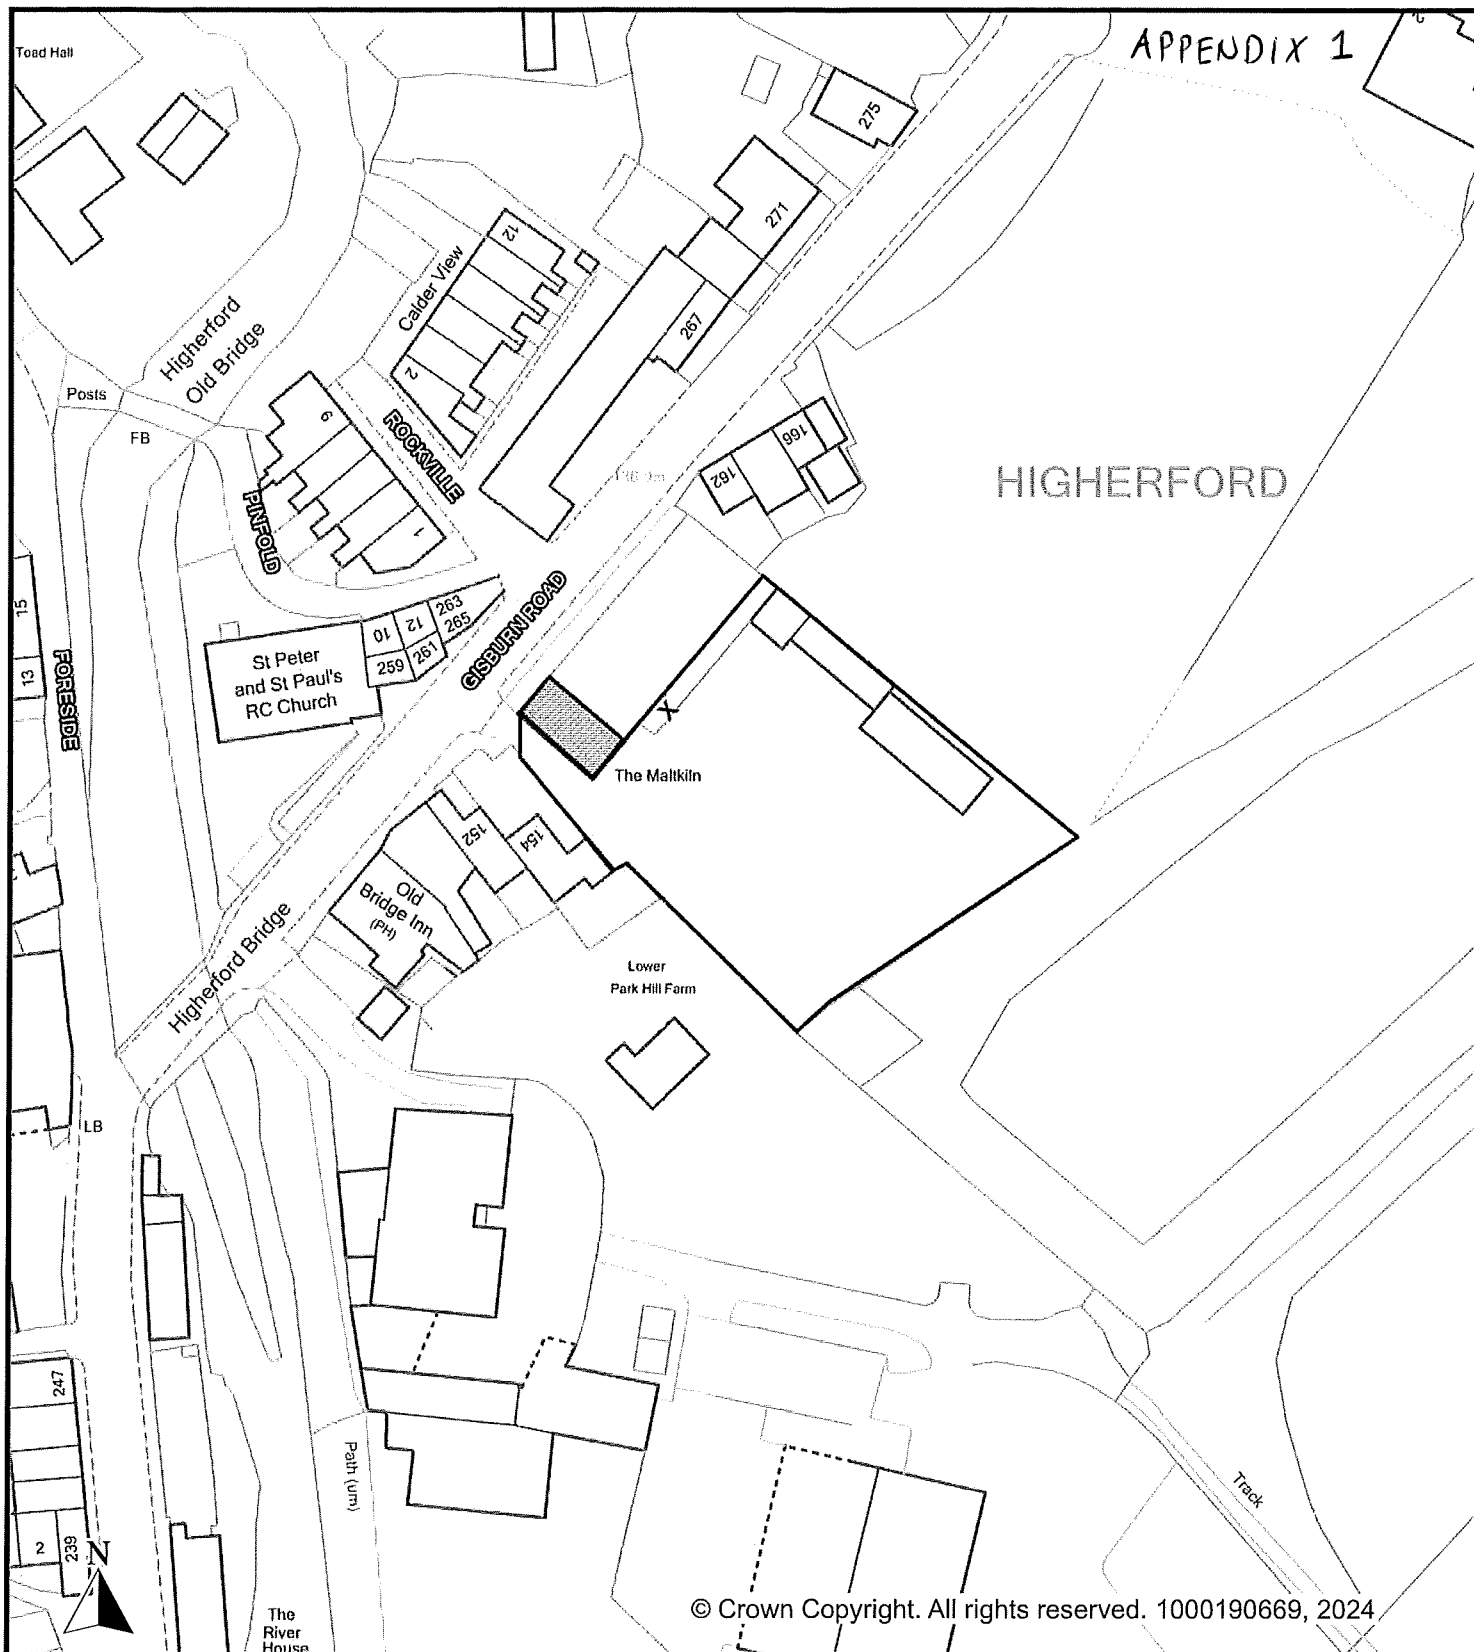 APPENDIX 1
Toad Hall
275
271
12
Calder View
267
Higherford
Old Bridge
2
Posts
FB
9
ROCKVILLE
166
162
HIGHERFORD
PINFOLD
1
15
263
12
265
10
261
259
GISBURN ROAD
St Peter
and St Paul's
RC Church
13
FORESIDE
X
The Maltkiln
152
154
Old
Bridge Inn
(PH)
Higherford Bridge
Lower
Park Hill Farm
LB
247
Path (um)
Track
2
239
N
© Crown Copyright. All rights reserved. 1000190669, 2024
The
River
House